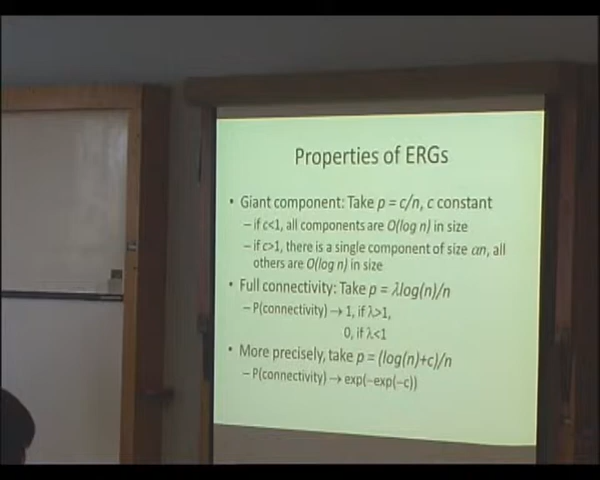 Properties of ERGs
• Giant component: Take p = c/n, c constant
– if c<1, all components are O(log n) in size
– if c>1, there is a single component of size αn, all
others are O(log n) in size
• Full connectivity: Take p = λlog(n)/n
– P(connectivity) → 1, if λ>1,
0, if λ<1
• More precisely, take p = (log(n)+c)/n
– P(connectivity) → exp(−exp(−c))